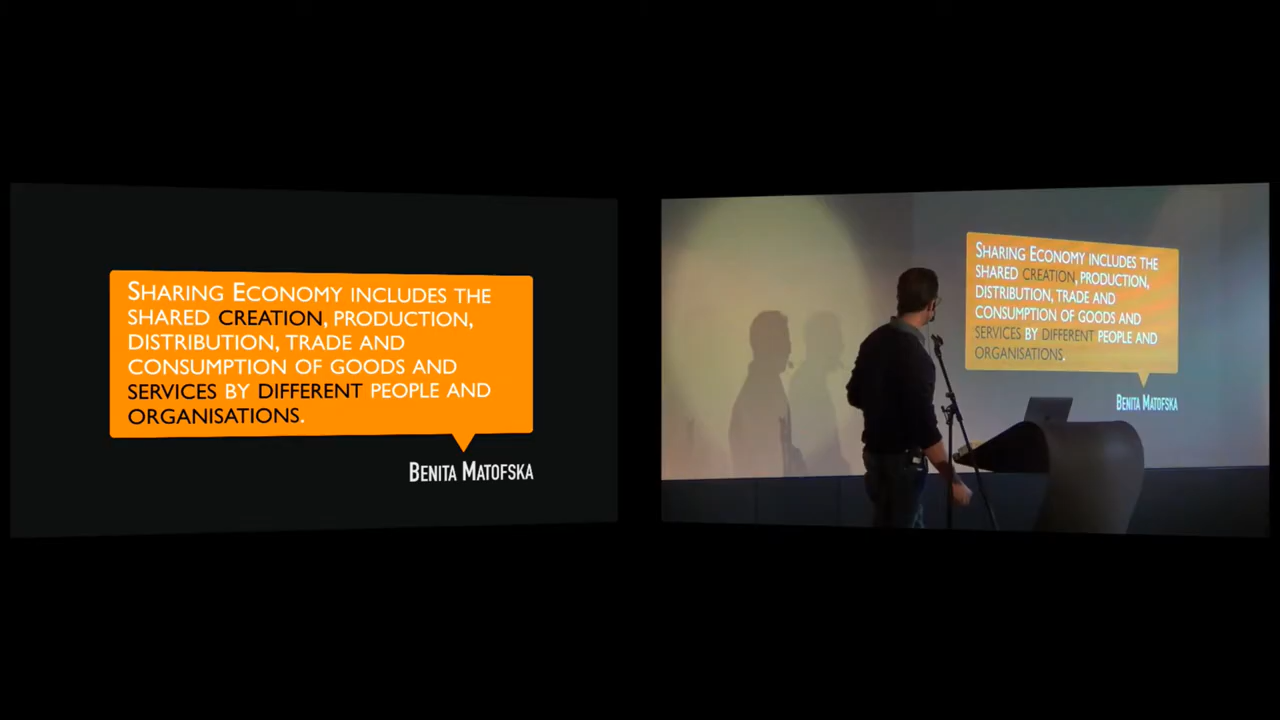 Sharing Economy includes the
shared creation, production,
distribution, trade and
consumption of goods and
services by different people and
organisations.
Benita Matofska
Sharing Economy includes the
shared creation, production,
distribution, trade and
consumption of goods and
services by different people and
organisations.
Benita Matofska